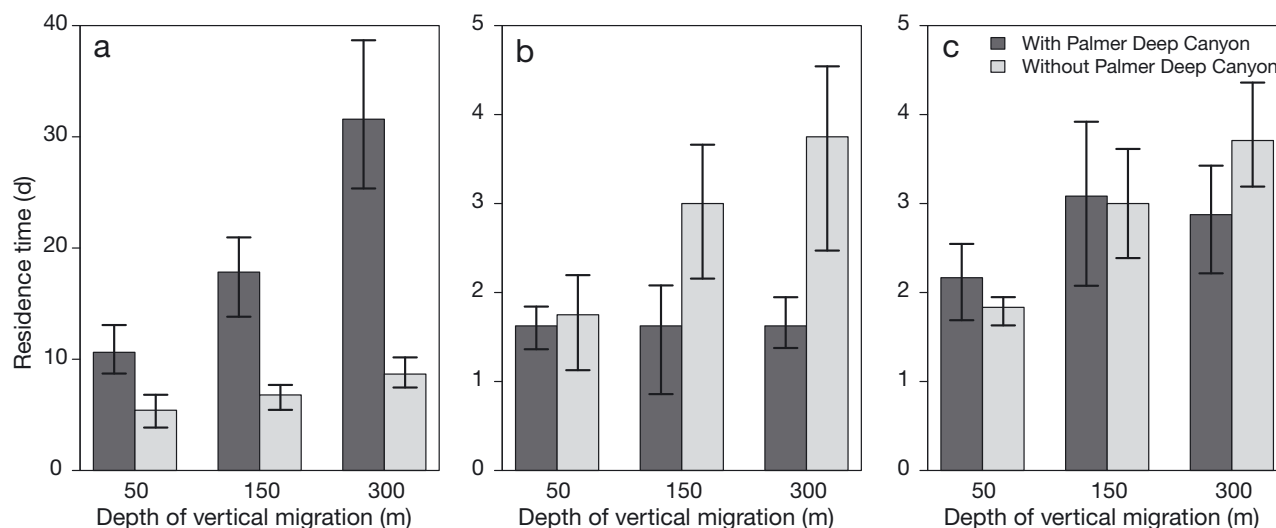 a
Residence time (d)
40
30
20
10
0
50 150 300
Depth of vertical migration (m)
b
5
4
3
2
1
0
50 150 300
Depth of vertical migration (m)
c
With Palmer Deep Canyon
Without Palmer Deep Canyon
5
4
3
2
1
0
50 150 300
Depth of vertical migration (m)